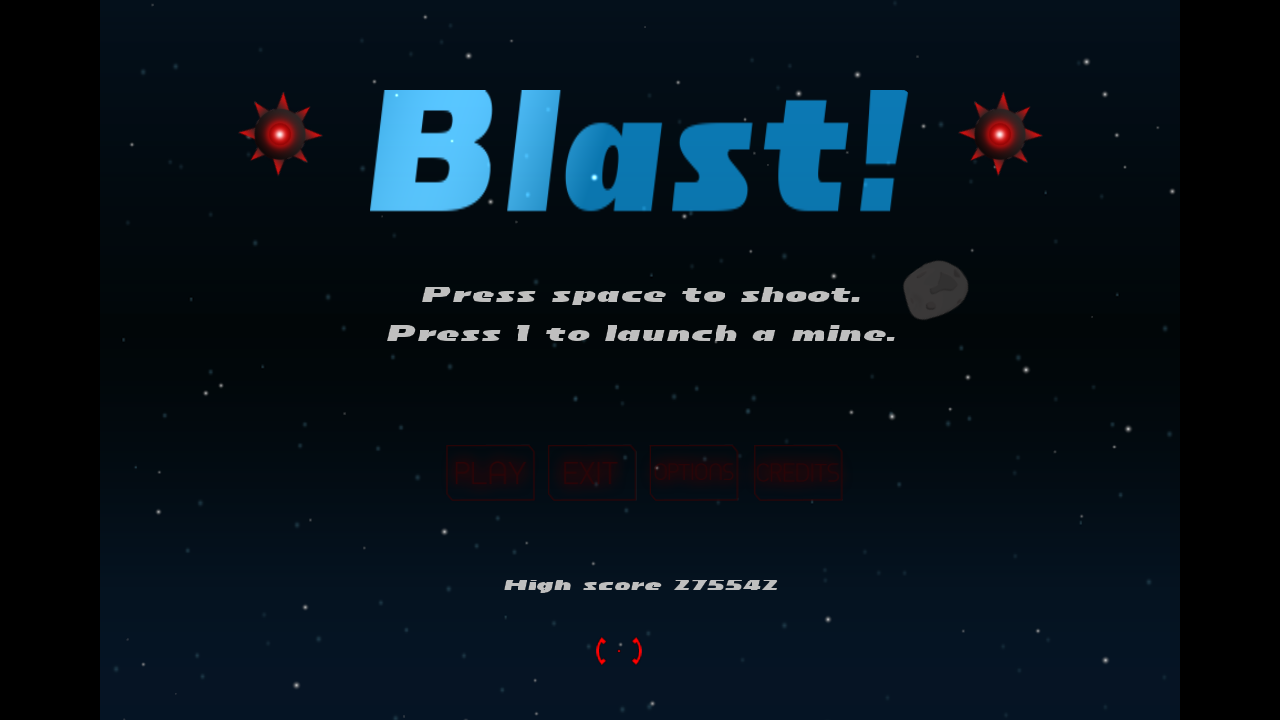 Blast!
Press space to shoot.
Press 1 to launch a mine.
PLAY EXIT OPTIONS CREDITS
High score 275542